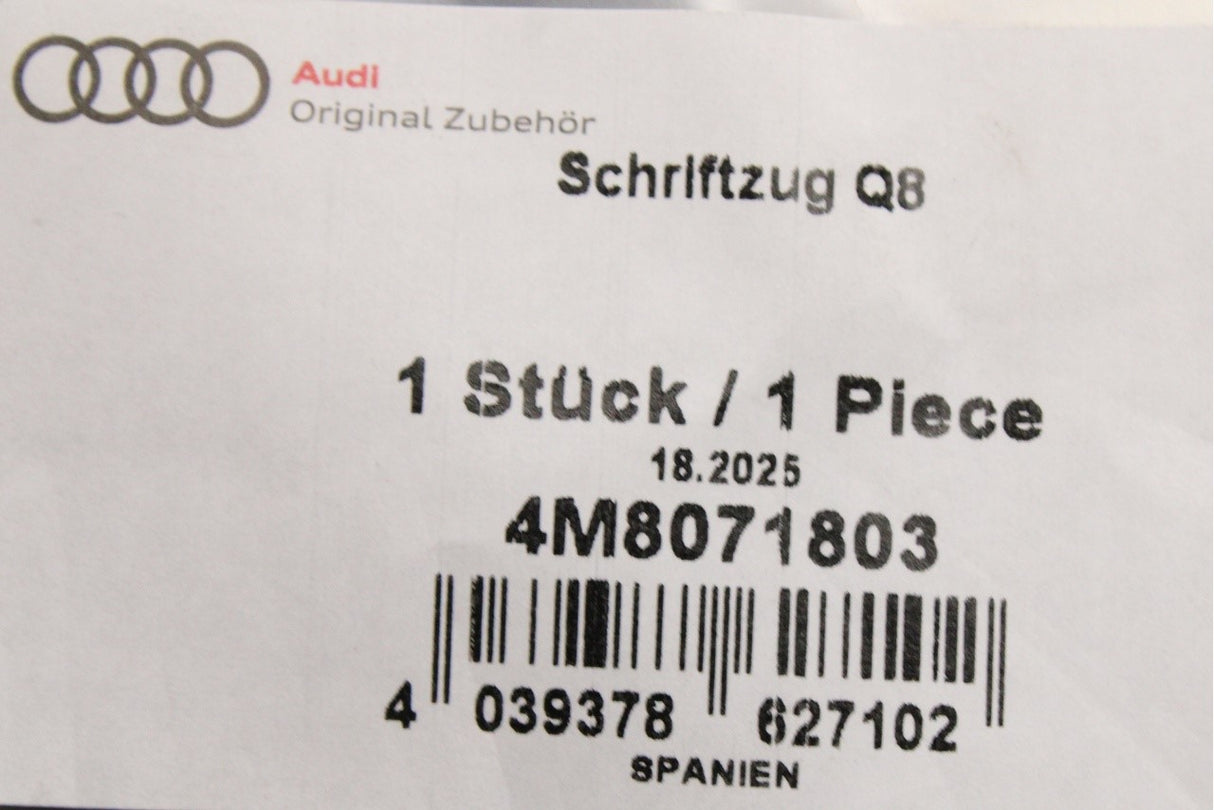 Audi
Original Zubehör
Schriftzug Q8
1 Stück / 1 Piece
18.2025
4M8071803
4 039378 627102
SPANIEN